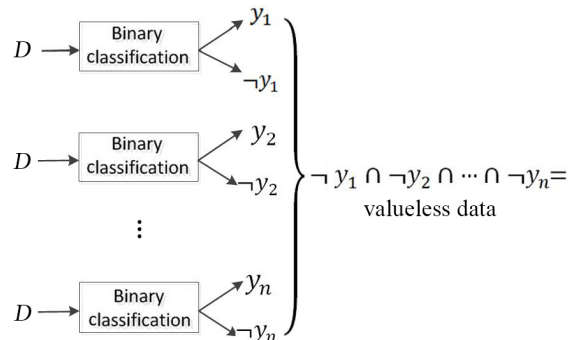 y₁
D Binary classification
¬y₁
y₂
D Binary classification
¬y₂
¬ y₁ ∩ ¬y₂ ∩ ⋯ ∩ ¬yₙ=
valueless data
⋮
yₙ
D Binary classification
¬yₙ